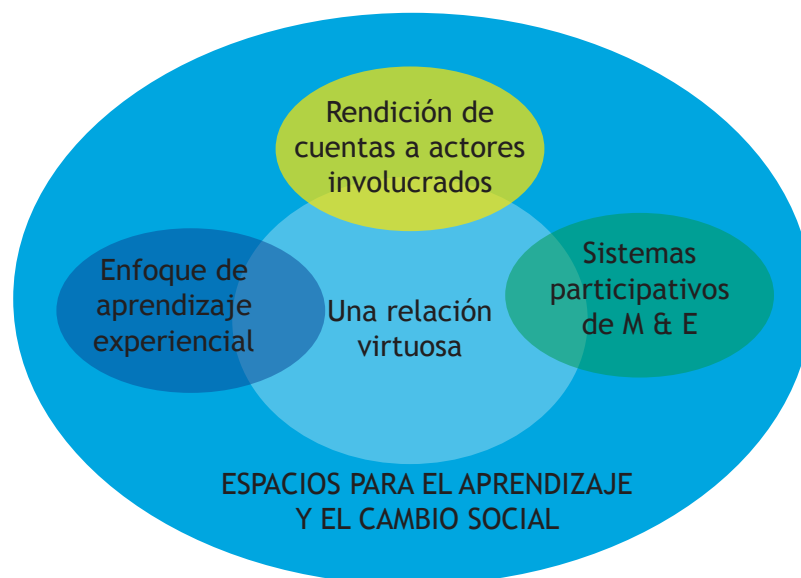 Rendición de
cuentas a actores
involucrados
Enfoque de
aprendizaje
experiencial
Una relación
virtuosa
Sistemas
participativos
de M & E
ESPACIOS PARA EL APRENDIZAJE
Y EL CAMBIO SOCIAL